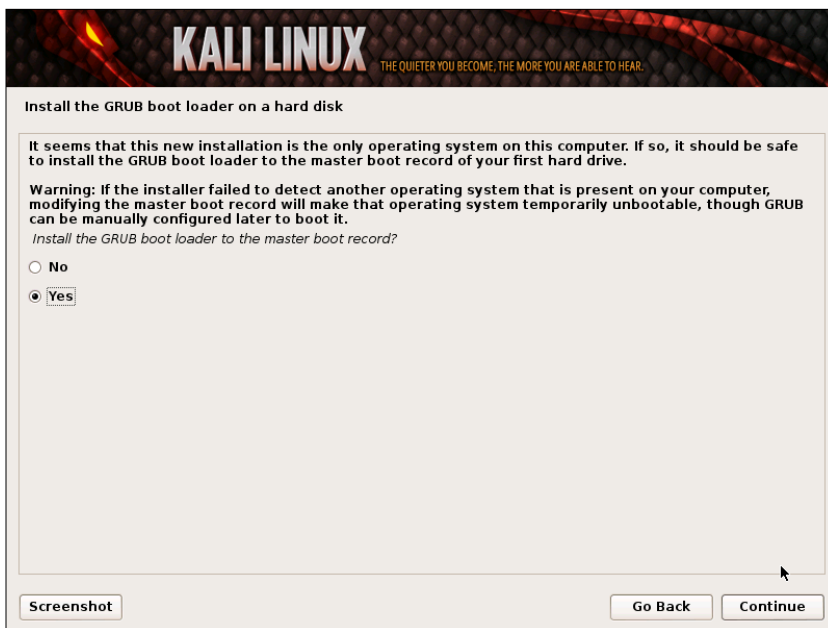 KALI LINUX
THE QUIETER YOU BECOME, THE MORE YOU ARE ABLE TO HEAR.
Install the GRUB boot loader on a hard disk
It seems that this new installation is the only operating system on this computer. If so, it should be safe
to install the GRUB boot loader to the master boot record of your first hard drive.
Warning: If the installer failed to detect another operating system that is present on your computer,
modifying the master boot record will make that operating system temporarily unbootable, though GRUB
can be manually configured later to boot it.
Install the GRUB boot loader to the master boot record?
No
Yes
Screenshot
Go Back
Continue